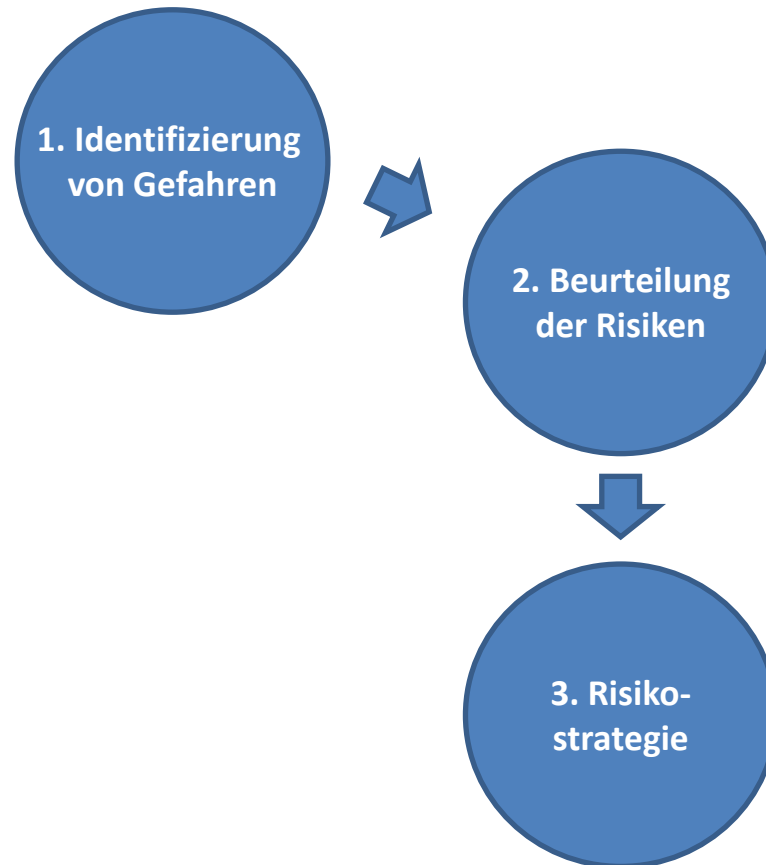 1. Identifizierung
von Gefahren
2. Beurteilung
der Risiken
3. Risiko-
strategie